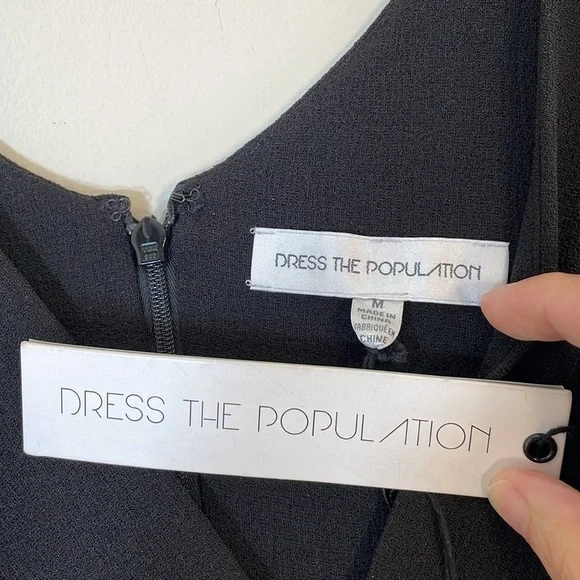 DRESS THE POPULATION
M
MADE IN
CHINA
FABRIQUÉ EN
CHINE
DRESS THE POPULATION